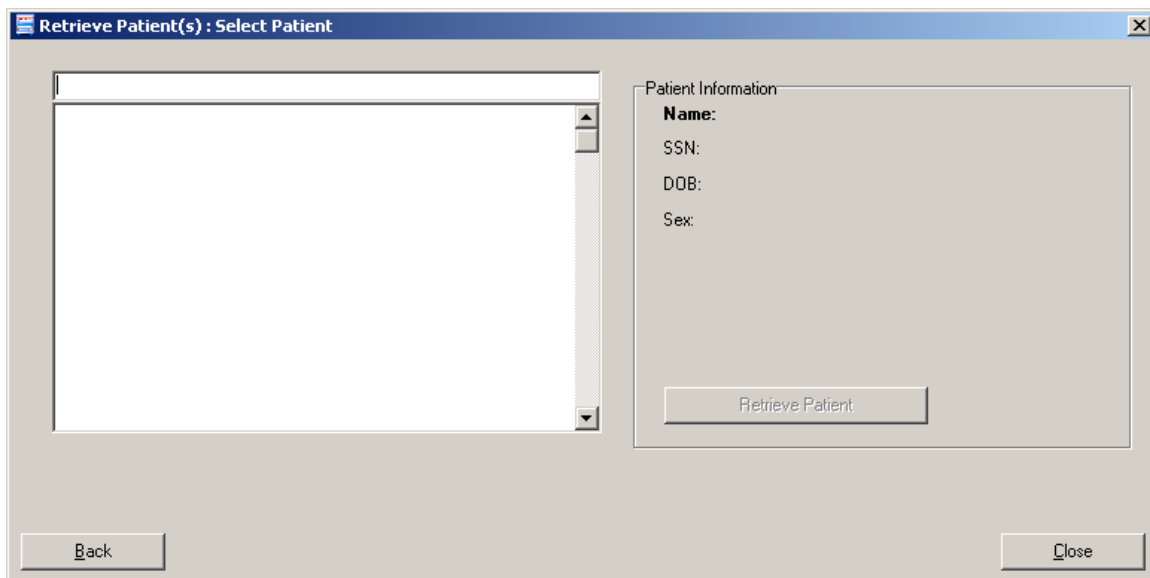 Retrieve Patient(s) : Select Patient
Patient Information
Name:
SSN:
DOB:
Sex:
Retrieve Patient
Back
Close